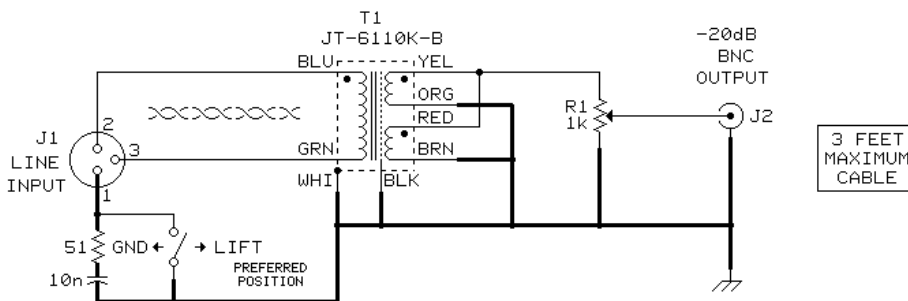 T1
JT-6110K-B
-20dB
BNC
OUTPUT
BLU
YEL
ORG
RED
GRN
BRN
WHI
BLK
J1
LINE
INPUT
2
3
1
R1
1k
J2
3 FEET
MAXIMUM
CABLE
51
GND
LIFT
PREFERRED
POSITION
10n